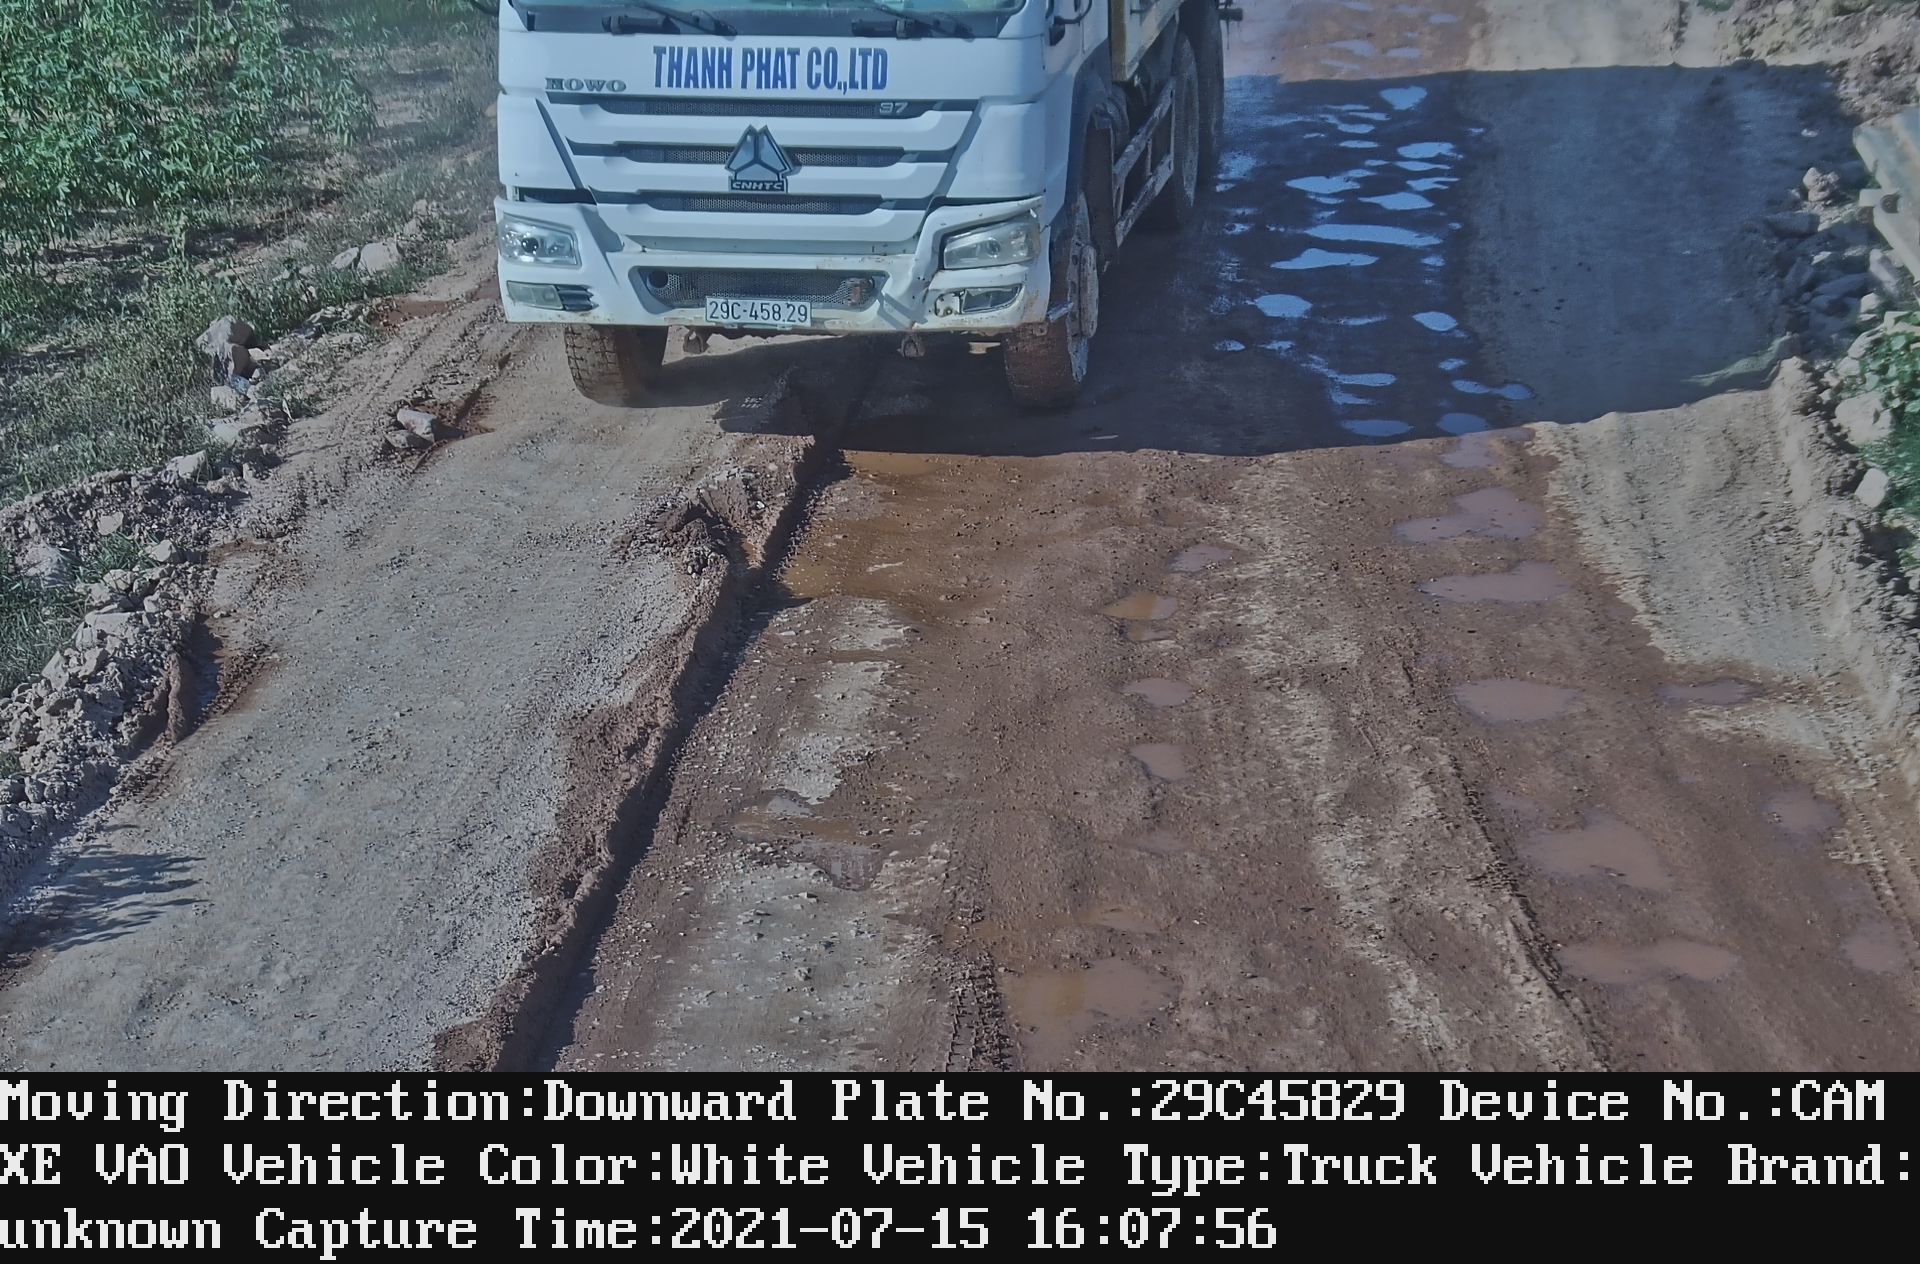 THANH PHAT CO.,LTD
HOWO
37
CNHTC
29C-458.29
Moving Direction:Downward Plate No.:29C45829 Device No.:CAM
XE VAO Vehicle Color:White Vehicle Type:Truck Vehicle Brand:
unknown Capture Time:2021-07-15 16:07:56